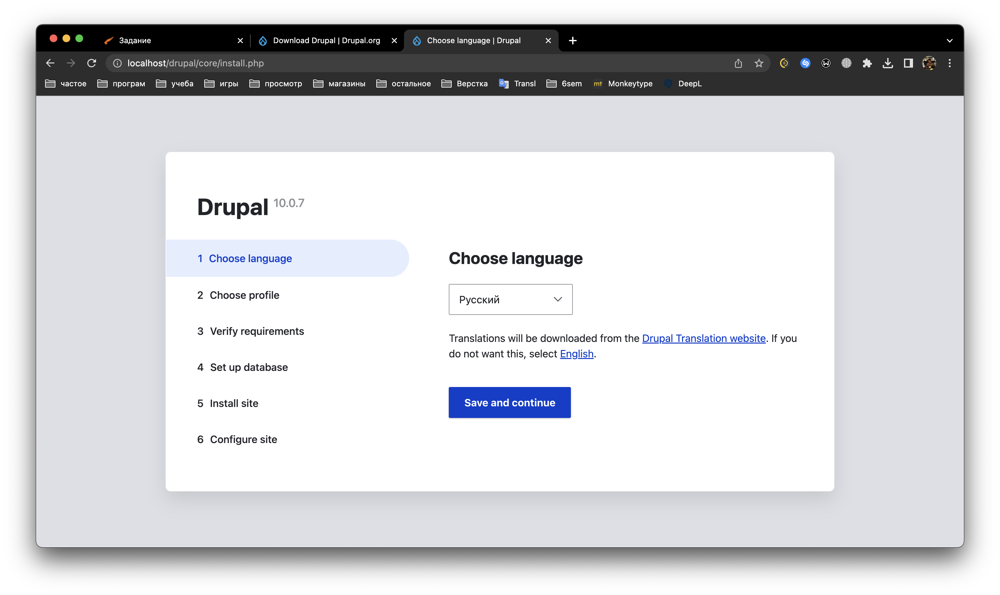 Задание
Download Drupal | Drupal.org
Choose language | Drupal
localhost/drupal/core/install.php
частое
програм
учеба
игры
просмотр
магазины
остальное
Верстка
Transl
6sem
mt Monkeytype
DeepL
Drupal 10.0.7
1 Choose language
2 Choose profile
3 Verify requirements
4 Set up database
5 Install site
6 Configure site
Choose language
Русский
Translations will be downloaded from the Drupal Translation website. If you
do not want this, select English.
Save and continue